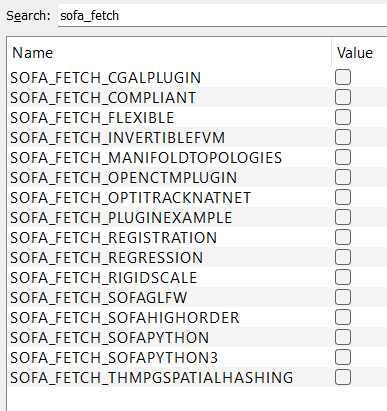 Search: sofa_fetch
Name Value
SOFA_FETCH_CGALPLUGIN
SOFA_FETCH_COMPLIANT
SOFA_FETCH_FLEXIBLE
SOFA_FETCH_INVERTIBLEFVM
SOFA_FETCH_MANIFOLDTOPOLOGIES
SOFA_FETCH_OPENCTMPLUGIN
SOFA_FETCH_OPTITRACKNATNET
SOFA_FETCH_PLUGINEXAMPLE
SOFA_FETCH_REGISTRATION
SOFA_FETCH_REGRESSION
SOFA_FETCH_RIGIDSCALE
SOFA_FETCH_SOFAGLFW
SOFA_FETCH_SOFAHIGHORDER
SOFA_FETCH_SOFAPYTHON
SOFA_FETCH_SOFAPYTHON3
SOFA_FETCH_THMPGSPATIALHASHING